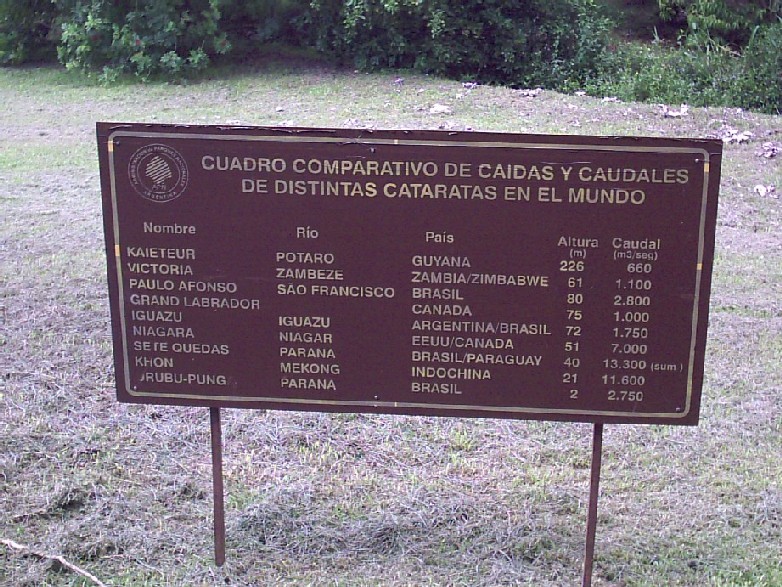 CUADRO COMPARATIVO DE CAIDAS Y CAUDALES
DE DISTINTAS CATARATAS EN EL MUNDO
Nombre Río País Altura (m) Caudal (m3/seg)
KAIETEUR POTARO GUYANA 226 660
VICTORIA ZAMBEZE ZAMBIA/ZIMBABWE 61 1.100
PAULO AFONSO SÃO FRANCISCO BRASIL 80 2.800
GRAND LABRADOR CANADA 75 1.000
IGUAZU IGUAZU ARGENTINA/BRASIL 72 1.750
NIAGARA NIAGAR EEUU/CANADA 51 7.000
SETE QUEDAS PARANA BRASIL/PARAGUAY 40 13.300 (sum)
KHON MEKONG INDOCHINA 21 11.600
URUBU-PUNG PARANA BRASIL 2 2.750